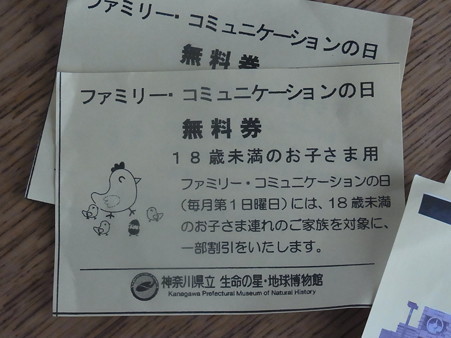 ファミリー・コミュニケーションの日
無料券
ファミリー・コミュニケーションの日
無料券
18歳未満のお子さま用
ファミリー・コミュニケーションの日
(毎月第1日曜日)には、18歳未満
のお子さま連れのご家族を対象に、
一部割引をいたします。
神奈川県立 生命の星・地球博物館
Kanagawa Prefectural Museum of Natural History